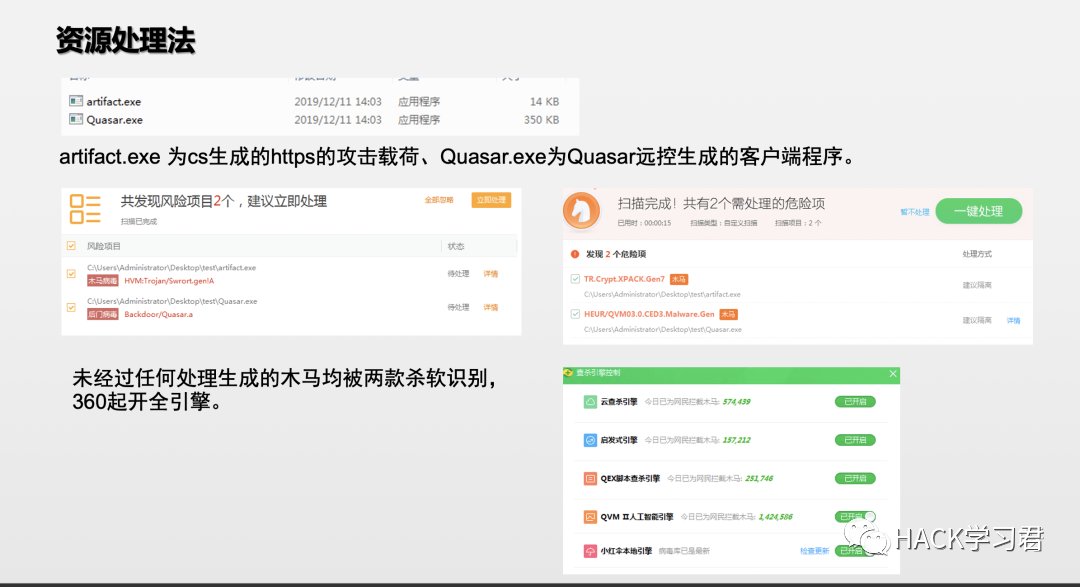 资源处理法
artifact.exe 2019/12/11 14:03 应用程序 14 KB
Quasar.exe 2019/12/11 14:03 应用程序 350 KB
artifact.exe 为cs生成的https的攻击载荷、Quasar.exe为Quasar远控生成的客户端程序。
共发现风险项目2个，建议立即处理 全部忽略 立即处理
扫描已完成
风险项目 状态
C:\Users\Administrator\Desktop\test\artifact.exe
木马病毒 HVM:Trojan/Swrort.gen!A 待处理 详情
C:\Users\Administrator\Desktop\test\Quasar.exe
后门病毒 Backdoor/Quasar.a 待处理 详情
扫描完成！共有2个需处理的危险项 暂不处理 一键处理
已用时：00:00:15 扫描类型：自定义扫描 扫描项目：2 个
发现 2 个危险项 处理方式
TR.Crypt.XPACK.Gen7 木马 建议隔离
C:\Users\Administrator\Desktop\test\artifact.exe
HEUR/QVM03.0.CED3.Malware.Gen 木马 建议隔离 详情
C:\Users\Administrator\Desktop\test\Quasar.exe
未经过任何处理生成的木马均被两款杀软识别，
360起开全引擎。
查杀引擎控制
云查杀引擎 今日已为网民拦截木马: 574,439 已开启
启发式引擎 今日已为网民拦截木马: 157,212 已开启
QEX脚本查杀引擎 今日已为网民拦截木马: 251,746 已开启
QVM II人工智能引擎 今日已为网民拦截木马: 1,424,586 已开启
小红伞本地引擎 病毒库已是最新 检查更新 已开启
HACK学习君